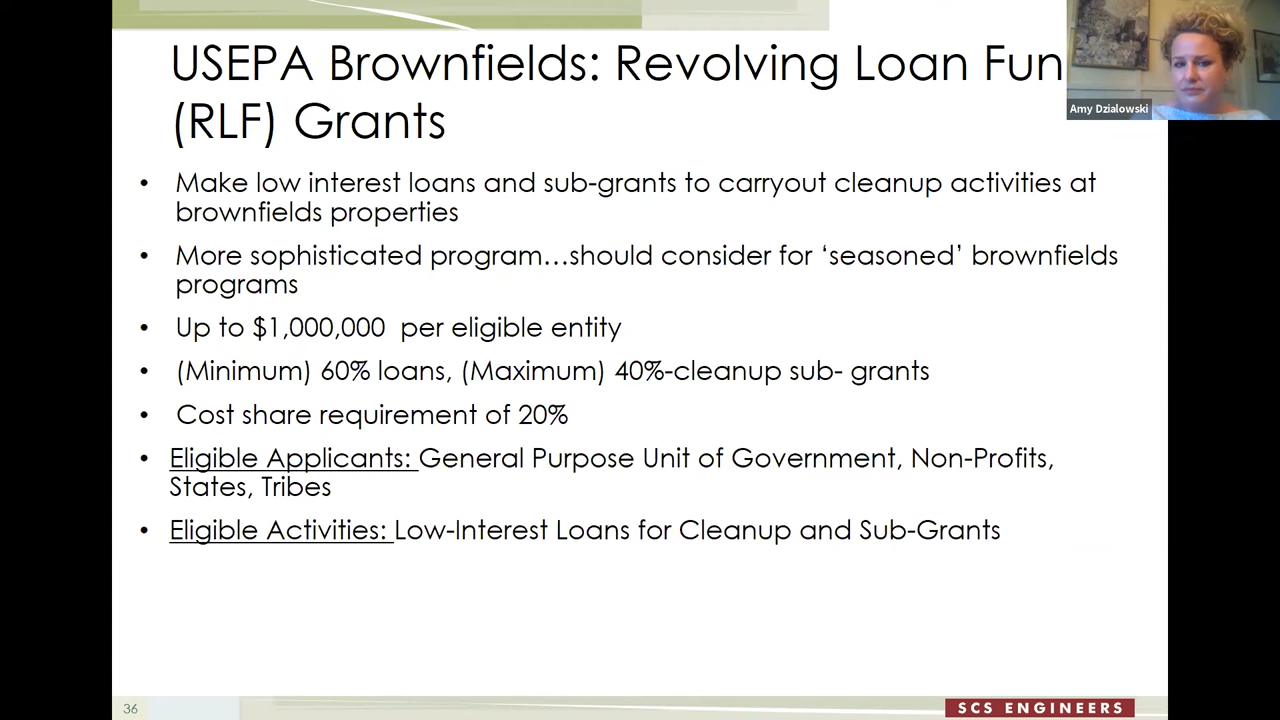 USEPA Brownfields: Revolving Loan Fun
(RLF) Grants
Amy Dzialowski
• Make low interest loans and sub-grants to carryout cleanup activities at
brownfields properties
• More sophisticated program…should consider for ‘seasoned’ brownfields
programs
• Up to $1,000,000 per eligible entity
• (Minimum) 60% loans, (Maximum) 40%-cleanup sub- grants
• Cost share requirement of 20%
• Eligible Applicants: General Purpose Unit of Government, Non-Profits,
States, Tribes
• Eligible Activities: Low-Interest Loans for Cleanup and Sub-Grants
36
SCS ENGINEERS